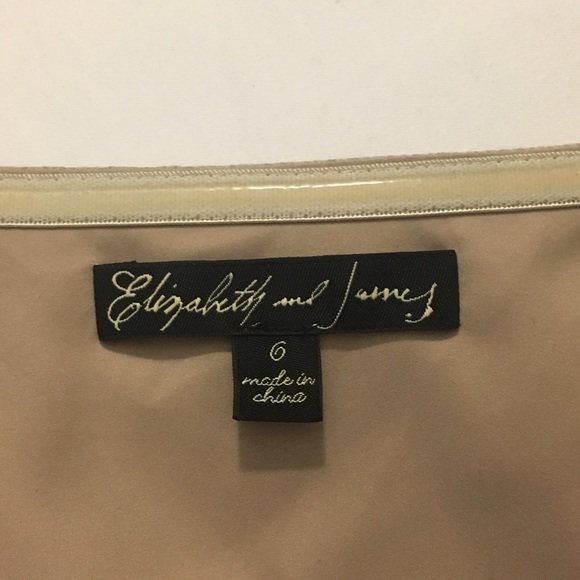 Elizabeth and James
6
made in
china